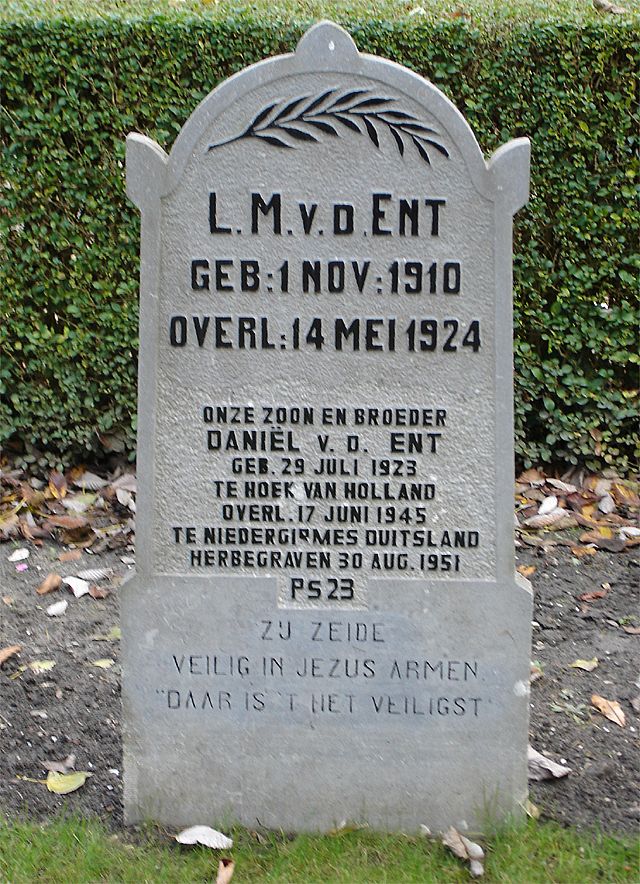 L.M.v.d.Ent
GEB: 1 NOV: 1910
OVERL: 14 MEI 1924
ONZE ZOON EN BROEDER
DANIËL v. d. ENT
GEB. 29 JULI 1923
TE HOEK VAN HOLLAND
OVERL. 17 JUNI 1945
TE NIEDERGIRMES DUITSLAND
HERBEGRAVEN 30 AUG. 1951
PS 23
ZIJ ZEIDE
VEILIG IN JEZUS ARMEN.
"DAAR IS 'T HET VEILIGST"